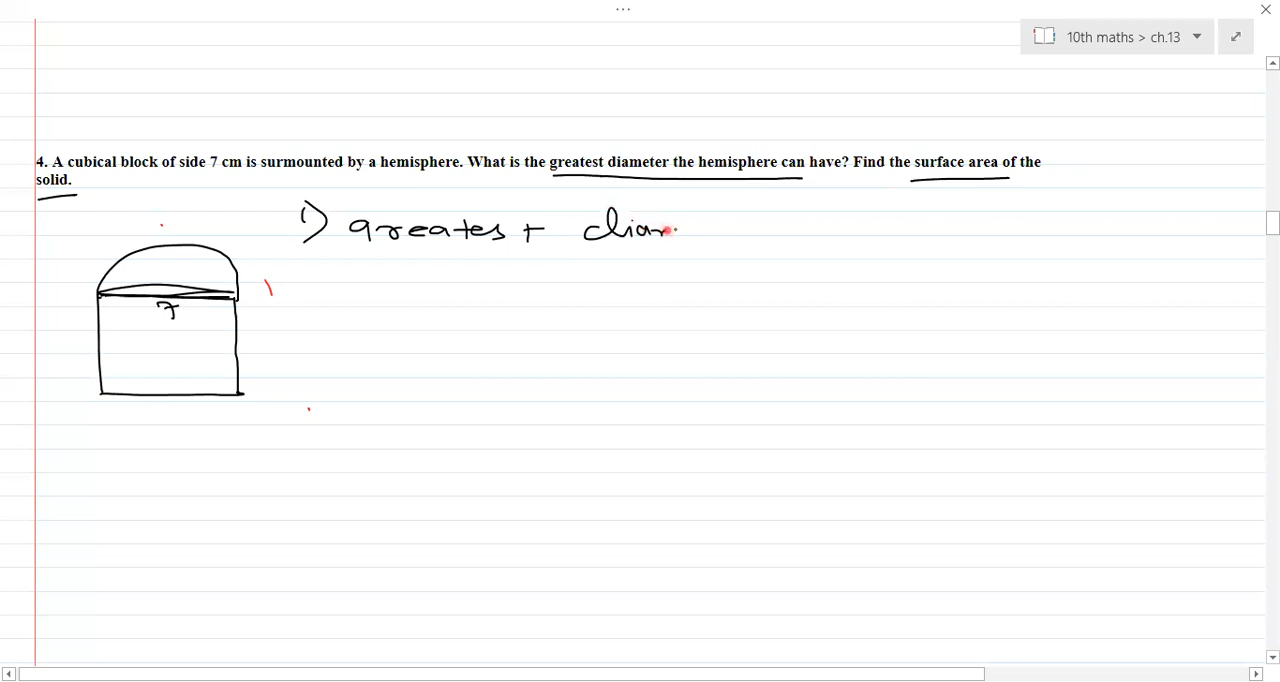 10th maths > ch.13
4. A cubical block of side 7 cm is surmounted by a hemisphere. What is the greatest diameter the hemisphere can have? Find the surface area of the
solid.
1) greatest diam
7